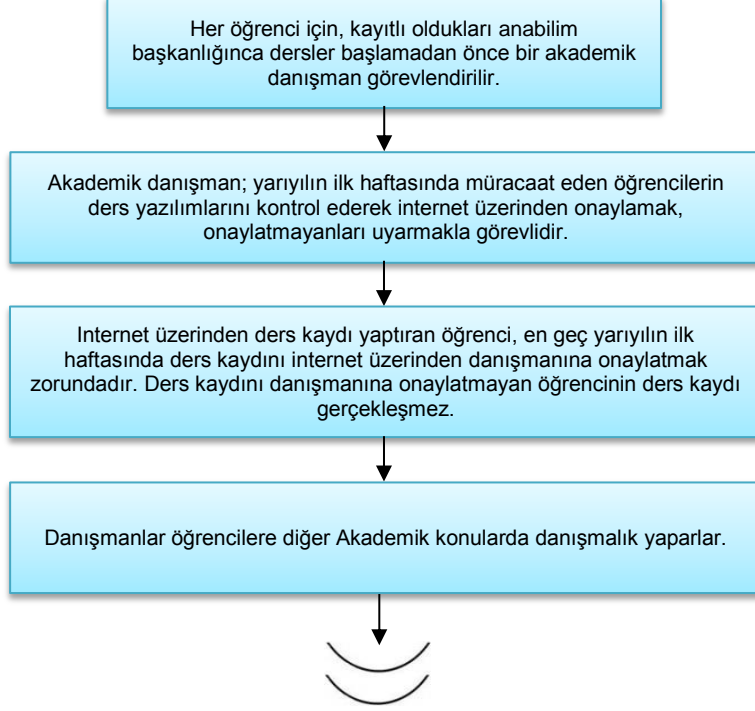 Her öğrenci için, kayıtlı oldukları anabilim
başkanlığınca dersler başlamadan önce bir akademik
danışman görevlendirilir.
Akademik danışman; yarıyılın ilk haftasında müracaat eden öğrencilerin
ders yazılımlarını kontrol ederek internet üzerinden onaylamak,
onaylatmayanları uyarmakla görevlidir.
Internet üzerinden ders kaydı yaptıran öğrenci, en geç yarıyılın ilk
haftasında ders kaydını internet üzerinden danışmanına onaylatmak
zorundadır. Ders kaydını danışmanına onaylatmayan öğrencinin ders kaydı
gerçekleşmez.
Danışmanlar öğrencilere diğer Akademik konularda danışmalık yaparlar.